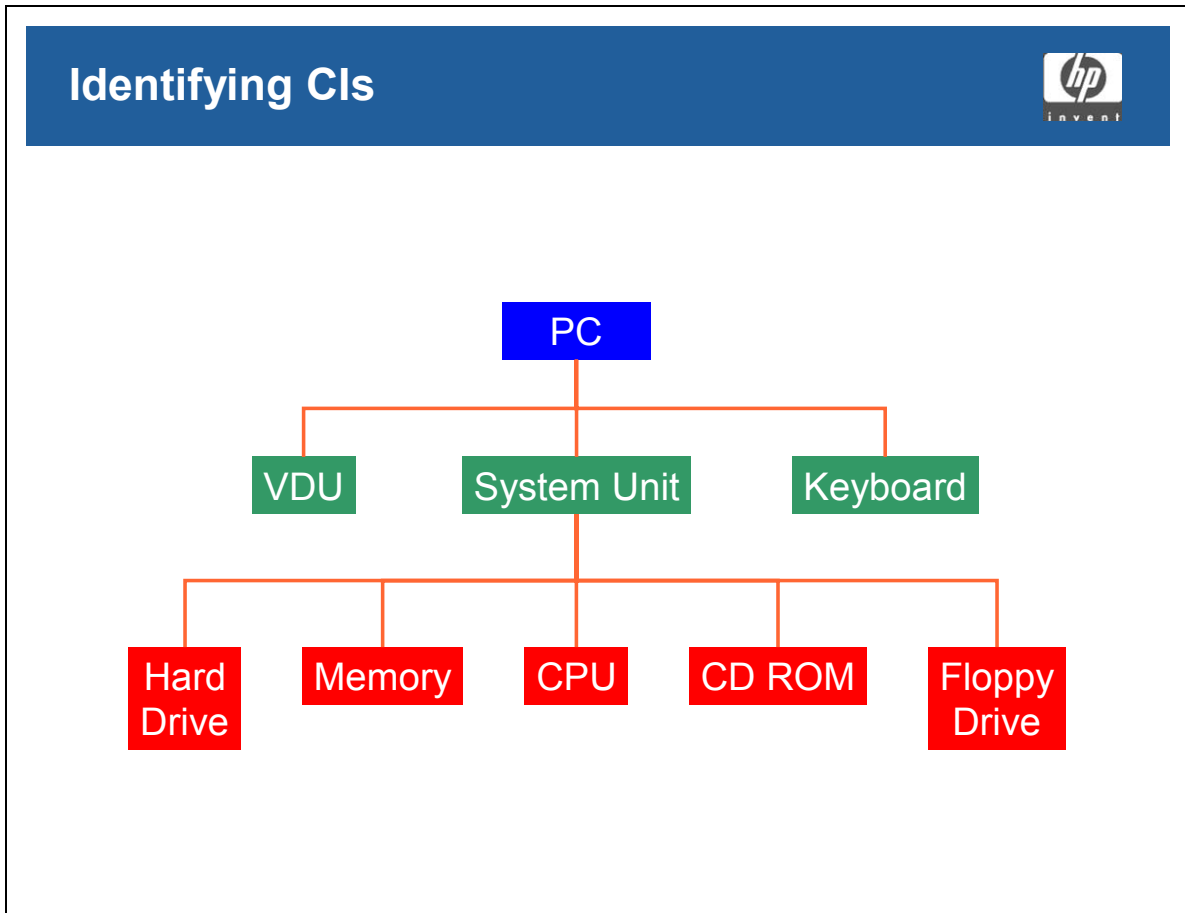 Identifying CIs
hp
invent
PC
VDU
System Unit
Keyboard
Hard
Drive
Memory
CPU
CD ROM
Floppy
Drive